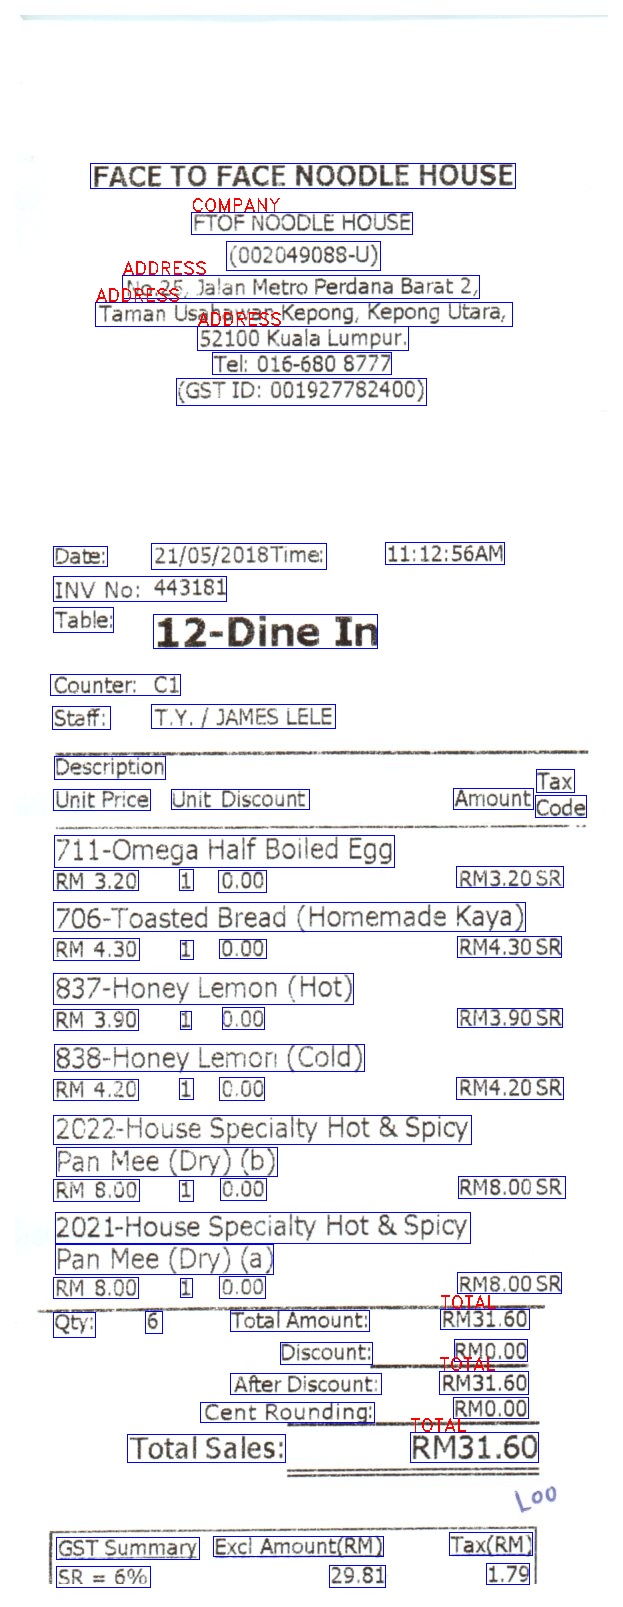 FACE TO FACE NOODLE HOUSE
COMPANY
FTOF NOODLE HOUSE
(002049088-U)
ADDRESS
No.25, Jalan Metro Perdana Barat 2,
ADDRESS
Taman Usahawan Kepong, Kepong Utara,
ADDRESS
52100 Kuala Lumpur.
Tel: 016-680 8777
(GST ID: 001927782400)
Date: 21/05/2018Time: 11:12:56AM
INV No: 443181
Table: 12-Dine In
Counter: C1
Staff: T.Y. / JAMES LELE
Description
Unit Price Unit Discount Amount Tax Code
711-Omega Half Boiled Egg
RM 3.20 1 0.00 RM3.20 SR
706-Toasted Bread (Homemade Kaya)
RM 4.30 1 0.00 RM4.30 SR
837-Honey Lemon (Hot)
RM 3.90 1 0.00 RM3.90 SR
838-Honey Lemon (Cold)
RM 4.20 1 0.00 RM4.20 SR
2022-House Specialty Hot & Spicy
Pan Mee (Dry) (b)
RM 8.00 1 0.00 RM8.00 SR
2021-House Specialty Hot & Spicy
Pan Mee (Dry) (a)
RM 8.00 1 0.00 RM8.00 SR
TOTAL
Qty: 6 Total Amount: RM31.60
Discount: RM0.00
TOTAL
After Discount: RM31.60
Cent Rounding: RM0.00
TOTAL
Total Sales: RM31.60
GST Summary Excl Amount(RM) Tax(RM)
SR = 6% 29.81 1.79